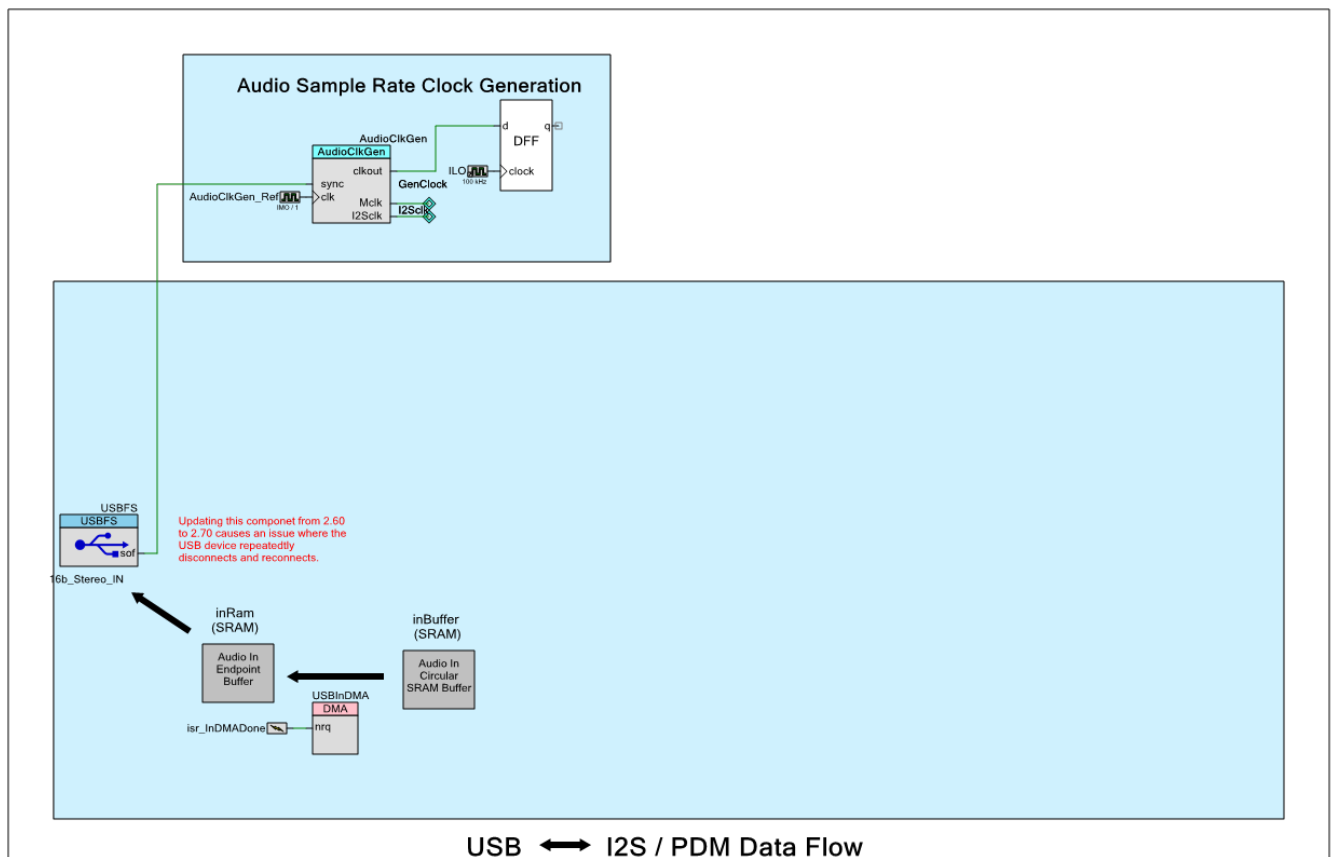 Audio Sample Rate Clock Generation
AudioClkGen
AudioClkGen
clkout
sync
clk
Mclk
I2Sclk
AudioClkGen_Ref
IMO / 1
GenClock
I2Sclk
d
q
DFF
clock
ILO
100 kHz
USBFS
USBFS
sof
16b_Stereo_IN
Updating this componet from 2.60
to 2.70 causes an issue where the
USB device repeatedtly
disconnects and reconnects.
inRam
(SRAM)
Audio In
Endpoint
Buffer
inBuffer
(SRAM)
Audio In
Circular
SRAM Buffer
USBInDMA
DMA
nrq
isr_InDMADone
USB I2S / PDM Data Flow